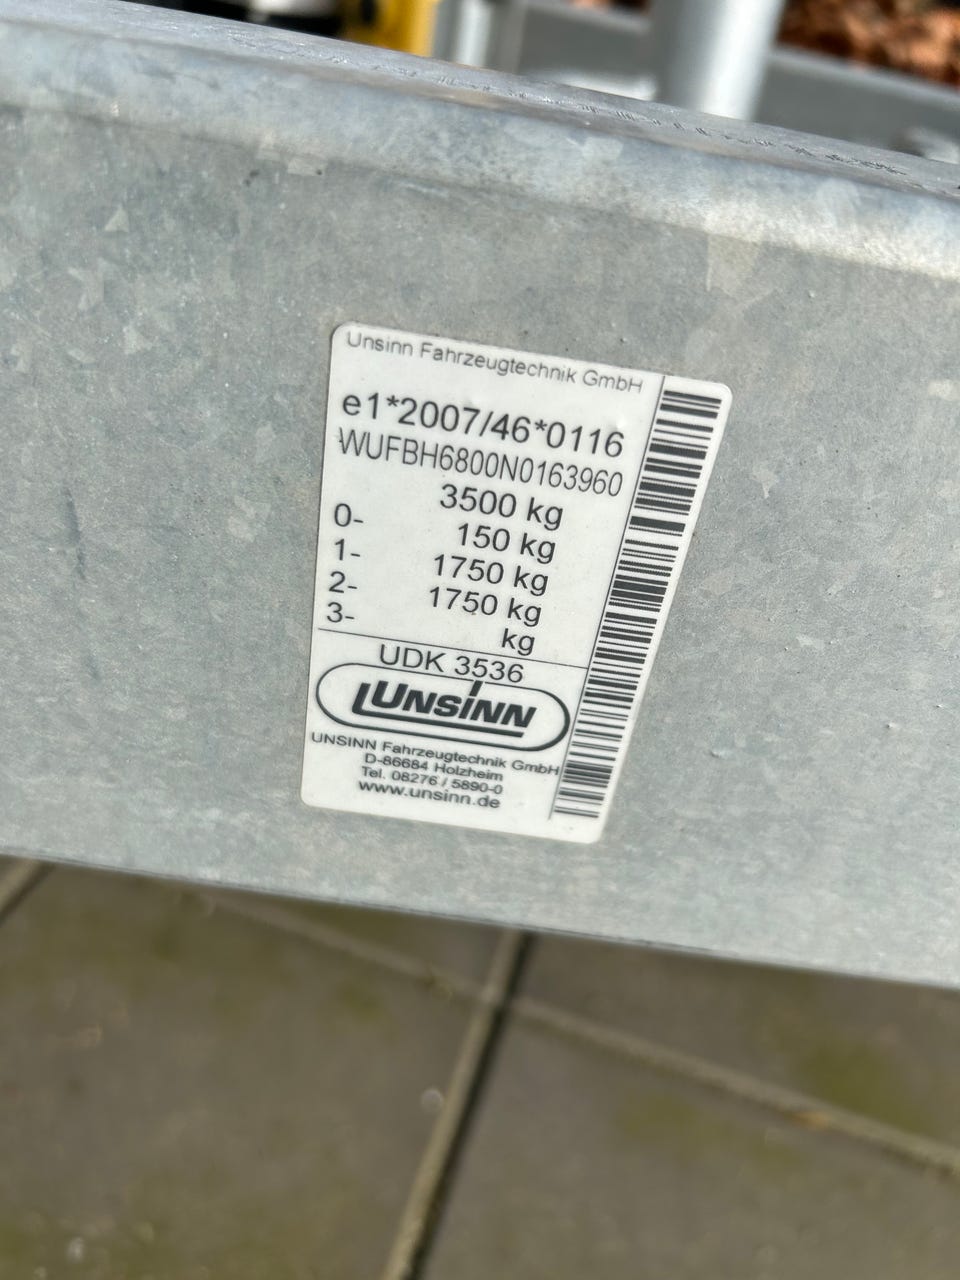 Unsinn Fahrzeugtechnik GmbH
e1*2007/46*0116
WUFBH6800N0163960
3500 kg
0- 150 kg
1- 1750 kg
2- 1750 kg
3- kg
UDK 3536
UNSINN
UNSINN Fahrzeugtechnik GmbH
D-86684 Holzheim
Tel. 08276 / 5890-0
www.unsinn.de